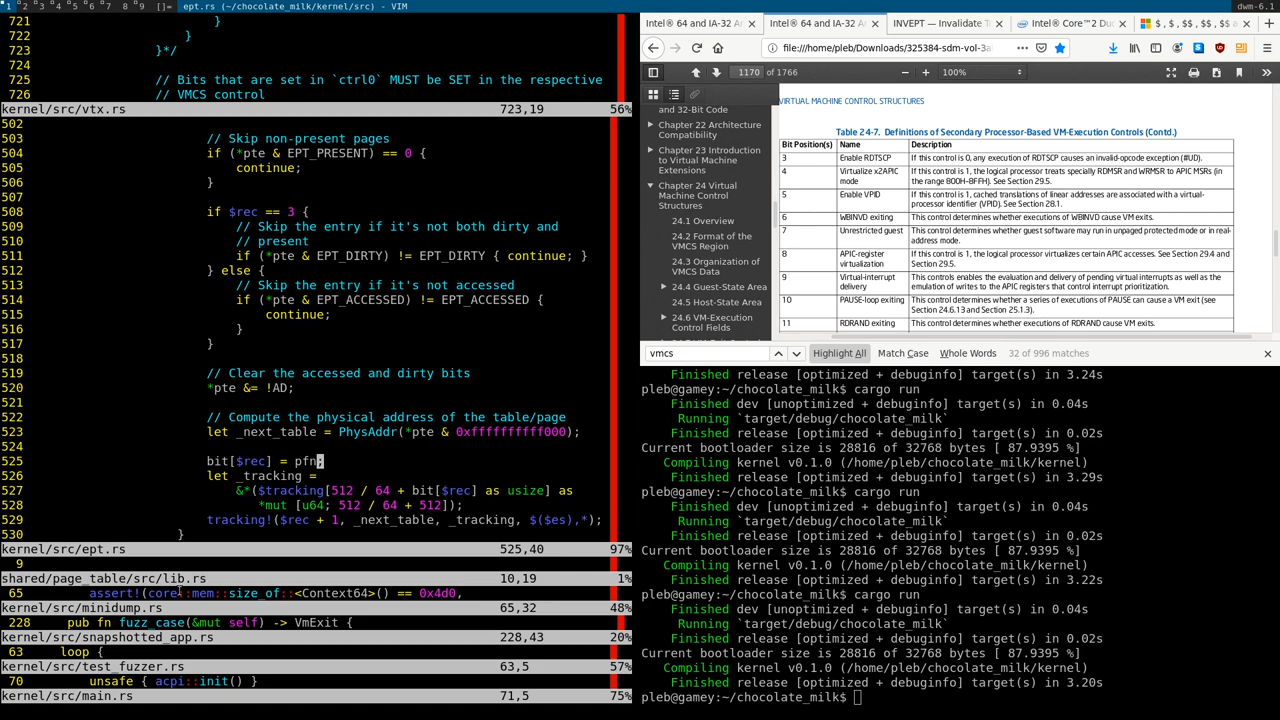 1 2 3 4 5 6 7 8 9 []= ept.rs (~/chocolate_milk/kernel/src) - VIM
dwm-6.1
721 }
722 }
723 }*/
724
725 // Bits that are set in `ctrl0` MUST be SET in the respective
726 // VMCS control
kernel/src/vtx.rs 723,19 56%
502
503 // Skip non-present pages
504 if (*pte & EPT_PRESENT) == 0 {
505 continue;
506 }
507
508 if $rec == 3 {
509 // Skip the entry if it's not both dirty and
510 // present
511 if (*pte & EPT_DIRTY) != EPT_DIRTY { continue; }
512 } else {
513 // Skip the entry if it's not accessed
514 if (*pte & EPT_ACCESSED) != EPT_ACCESSED {
515 continue;
516 }
517 }
518
519 // Clear the accessed and dirty bits
520 *pte &= !AD;
521
522 // Compute the physical address of the table/page
523 let _next_table = PhysAddr(*pte & 0xffffffffff000);
524
525 bit[$rec] = pfn;
526 let _tracking =
527 &*($tracking[512 / 64 + bit[$rec] as usize] as
528 *mut [u64; 512 / 64 + 512]);
529 tracking!($rec + 1, _next_table, _tracking, $($es),*);
530 }
kernel/src/ept.rs 525,40 97%
9
shared/page_table/src/lib.rs 10,19 1%
65 assert!(core::mem::size_of::<Context64>() == 0x4d0,
kernel/src/minidump.rs 65,32 48%
228 pub fn fuzz_case(&mut self) -> VmExit {
kernel/src/snapshotted_app.rs 228,43 20%
63 loop {
kernel/src/test_fuzzer.rs 63,5 57%
70 unsafe { acpi::init() }
kernel/src/main.rs 71,5 75%
Intel® 64 and IA-32 A
Intel® 64 and IA-32 A
INVEPT — Invalidate T
Intel® Core™2 Du
$ , $ , $$ , $$ , $$ a
file:///home/pleb/Downloads/325384-sdm-vol-3a
1170 of 1766
100%
and 32-Bit Code
Chapter 22 Architecture
Compatibility
Chapter 23 Introduction
to Virtual Machine
Extensions
Chapter 24 Virtual
Machine Control
Structures
24.1 Overview
24.2 Format of the
VMCS Region
24.3 Organization of
VMCS Data
24.4 Guest-State Area
24.5 Host-State Area
24.6 VM-Execution
Control Fields
VIRTUAL MACHINE CONTROL STRUCTURES
Table 24-7. Definitions of Secondary Processor-Based VM-Execution Controls (Contd.)
Bit Position(s) Name Description
3 Enable RDTSCP If this control is 0, any execution of RDTSCP causes an invalid-opcode exception (#UD).
4 Virtualize x2APIC mode If this control is 1, the logical processor treats specially RDMSR and WRMSR to APIC MSRs (in
the range 800H–8FFH). See Section 29.5.
5 Enable VPID If this control is 1, cached translations of linear addresses are associated with a virtual-
processor identifier (VPID). See Section 28.1.
6 WBINVD exiting This control determines whether executions of WBINVD cause VM exits.
7 Unrestricted guest This control determines whether guest software may run in unpaged protected mode or in real-
address mode.
8 APIC-register virtualization If this control is 1, the logical processor virtualizes certain APIC accesses. See Section 29.4 and
Section 29.5.
9 Virtual-interrupt delivery This controls enables the evaluation and delivery of pending virtual interrupts as well as the
emulation of writes to the APIC registers that control interrupt prioritization.
10 PAUSE-loop exiting This control determines whether a series of executions of PAUSE can cause a VM exit (see
Section 24.6.13 and Section 25.1.3).
11 RDRAND exiting This control determines whether executions of RDRAND cause VM exits.
vmcs Highlight All Match Case Whole Words 32 of 996 matches
Finished release [optimized + debuginfo] target(s) in 3.24s
pleb@gamey:~/chocolate_milk$ cargo run
Finished dev [unoptimized + debuginfo] target(s) in 0.04s
Running `target/debug/chocolate_milk`
Finished release [optimized + debuginfo] target(s) in 0.02s
Current bootloader size is 28816 of 32768 bytes [ 87.9395 %]
Compiling kernel v0.1.0 (/home/pleb/chocolate_milk/kernel)
Finished release [optimized + debuginfo] target(s) in 3.29s
pleb@gamey:~/chocolate_milk$ cargo run
Finished dev [unoptimized + debuginfo] target(s) in 0.04s
Running `target/debug/chocolate_milk`
Finished release [optimized + debuginfo] target(s) in 0.02s
Current bootloader size is 28816 of 32768 bytes [ 87.9395 %]
Compiling kernel v0.1.0 (/home/pleb/chocolate_milk/kernel)
Finished release [optimized + debuginfo] target(s) in 3.22s
pleb@gamey:~/chocolate_milk$ cargo run
Finished dev [unoptimized + debuginfo] target(s) in 0.04s
Running `target/debug/chocolate_milk`
Finished release [optimized + debuginfo] target(s) in 0.02s
Current bootloader size is 28816 of 32768 bytes [ 87.9395 %]
Compiling kernel v0.1.0 (/home/pleb/chocolate_milk/kernel)
Finished release [optimized + debuginfo] target(s) in 3.20s
pleb@gamey:~/chocolate_milk$